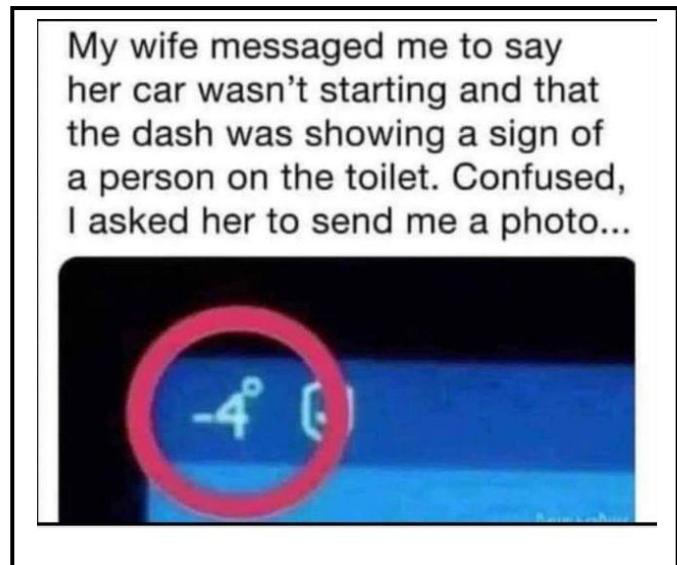 My wife messaged me to say
her car wasn't starting and that
the dash was showing a sign of
a person on the toilet. Confused,
I asked her to send me a photo...
-4°